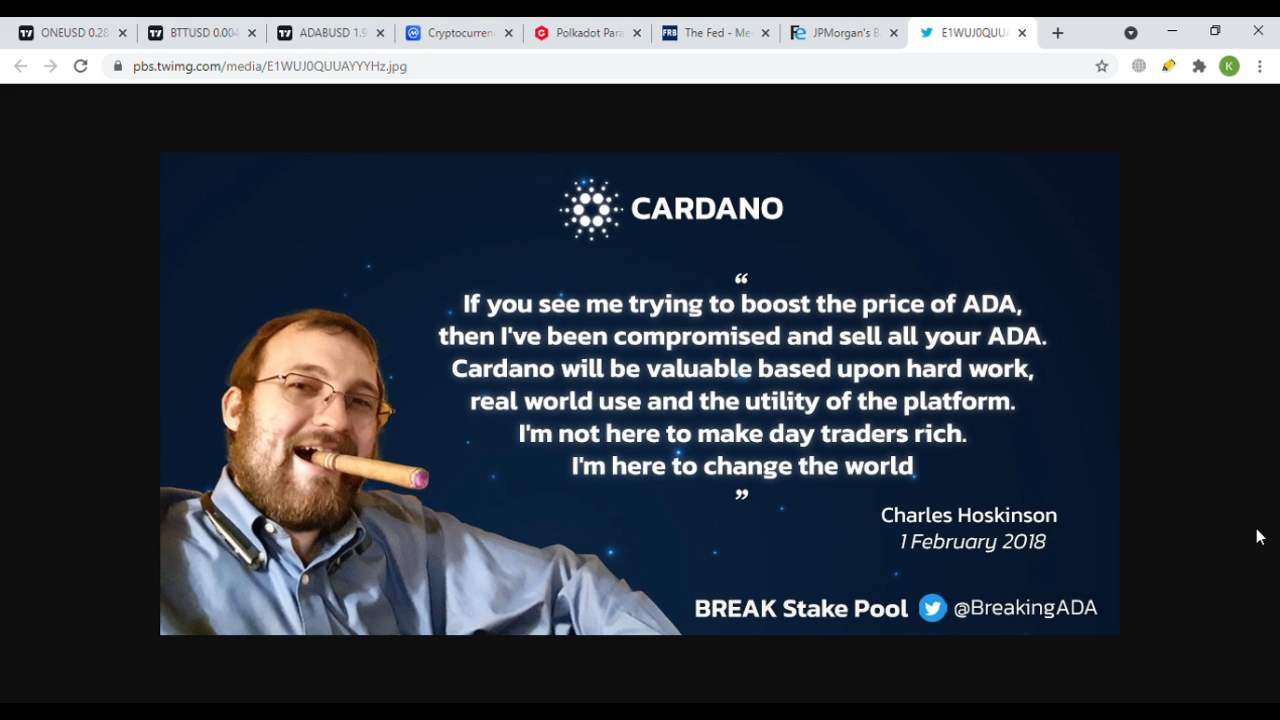 ONEUSD 0.28
BTTUSD 0.004
ADABUSD 1.9
Cryptocurren
Polkadot Para
The Fed - Me
JPMorgan's B
E1WUJ0QUUA
pbs.twimg.com/media/E1WUJ0QUUAYYYHz.jpg
K
CARDANO
“
If you see me trying to boost the price of ADA,
then I've been compromised and sell all your ADA.
Cardano will be valuable based upon hard work,
real world use and the utility of the platform.
I'm not here to make day traders rich.
I'm here to change the world
”
Charles Hoskinson
1 February 2018
BREAK Stake Pool @BreakingADA